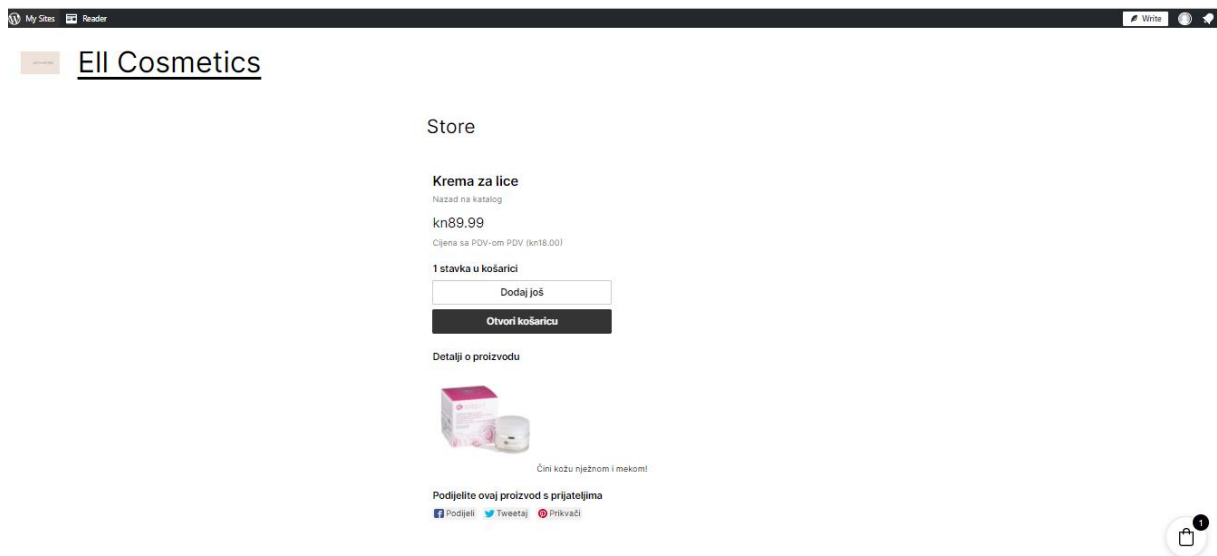 My Sites Reader Write
Ell Cosmetics
Store
Krema za lice
Nazad na katalog
kn89.99
Cijena sa PDV-om PDV (kn18.00)
1 stavka u košarici
Dodaj još
Otvori košaricu
Detalji o proizvodu
Čini kožu nježnom i mekom!
Podijelite ovaj proizvod s prijateljima
Podijeli Tweetaj Prikvači
1